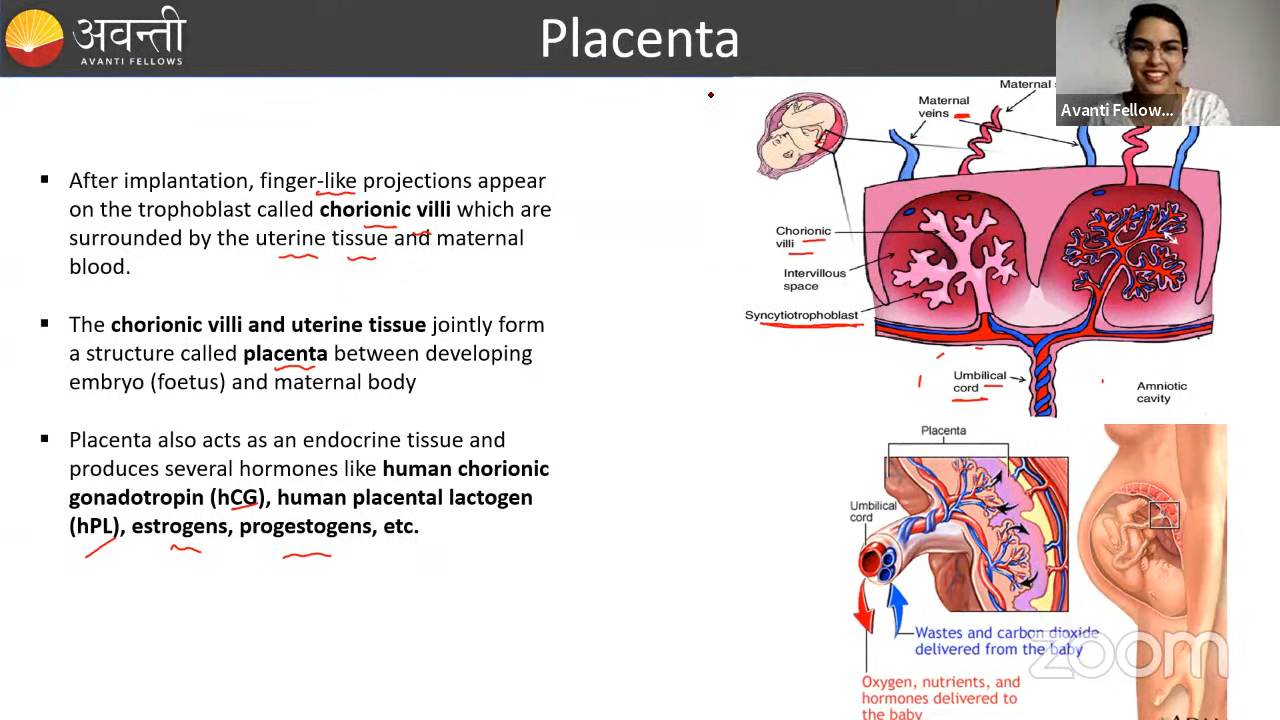 अवन्ती
AVANTI FELLOWS
Placenta
Avanti Fellow...
▪ After implantation, finger-like projections appear
on the trophoblast called chorionic villi which are
surrounded by the uterine tissue and maternal
blood.
▪ The chorionic villi and uterine tissue jointly form
a structure called placenta between developing
embryo (foetus) and maternal body
▪ Placenta also acts as an endocrine tissue and
produces several hormones like human chorionic
gonadotropin (hCG), human placental lactogen
(hPL), estrogens, progestogens, etc.
Maternal
Maternal
veins
Chorionic
villi
Intervillous
space
Syncytiotrophoblast
Umbilical
cord
Amniotic
cavity
Placenta
Umbilical
cord
Wastes and carbon dioxide
delivered from the baby
Oxygen, nutrients, and
hormones delivered to
the baby
zoom